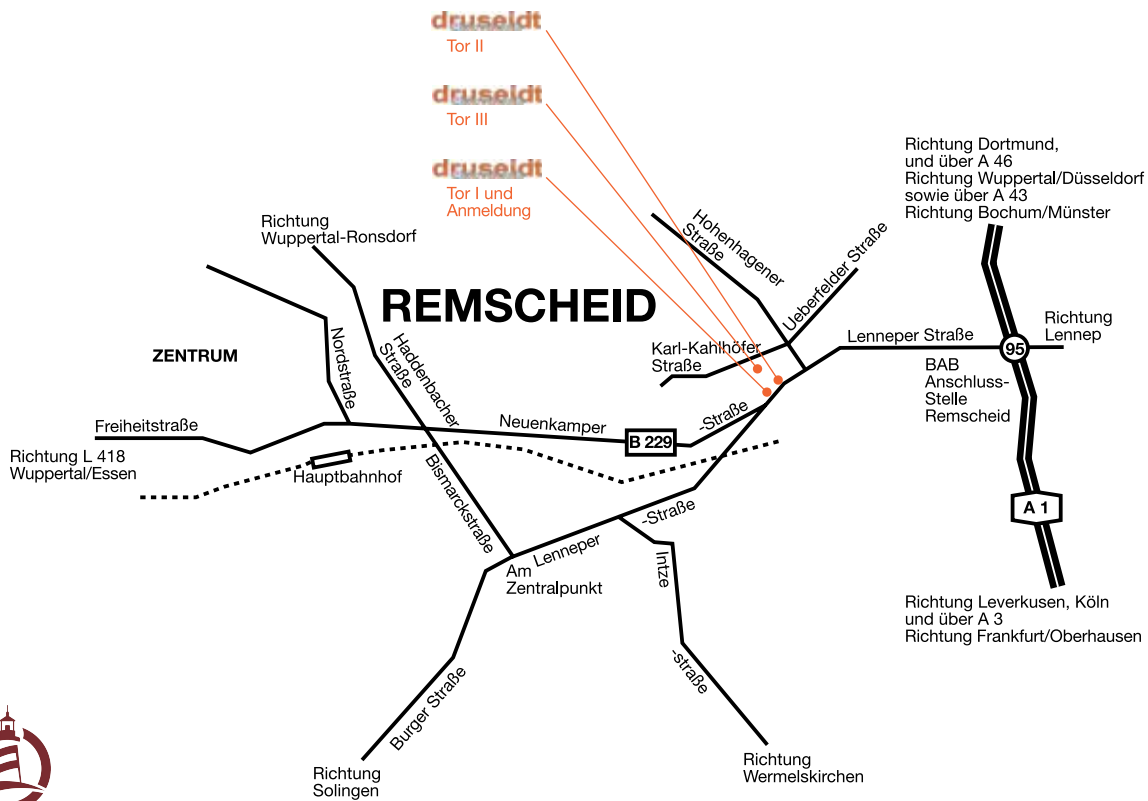 druseidt
Tor II
druseidt
Tor III
druseidt
Tor I und
Anmeldung
Richtung Dortmund,
und über A 46
Richtung Wuppertal/Düsseldorf
sowie über A 43
Richtung Bochum/Münster
Richtung
Wuppertal-Ronsdorf
Hohenhagener
Straße
Ueberfelder Straße
REMSCHEID
ZENTRUM
Nordstraße
Haddenbacher
Straße
Karl-Kahlhöfer
Straße
Lenneper Straße
95
Richtung
Lennep
BAB
Anschluss-
Stelle
Remscheid
Freiheitstraße
Neuenkamper
B 229
-Straße
Richtung L 418
Wuppertal/Essen
Hauptbahnhof
Bismarckstraße
A 1
Lenneper
-Straße
Am
Zentralpunkt
Intze
-straße
Richtung Leverkusen, Köln
und über A 3
Richtung Frankfurt/Oberhausen
Burger Straße
Richtung
Solingen
Richtung
Wermelskirchen